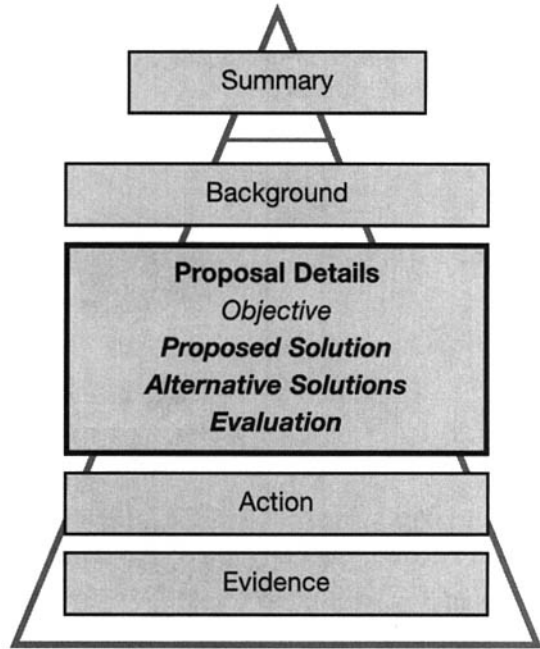 Summary
Background
Proposal Details
Objective
Proposed Solution
Alternative Solutions
Evaluation
Action
Evidence